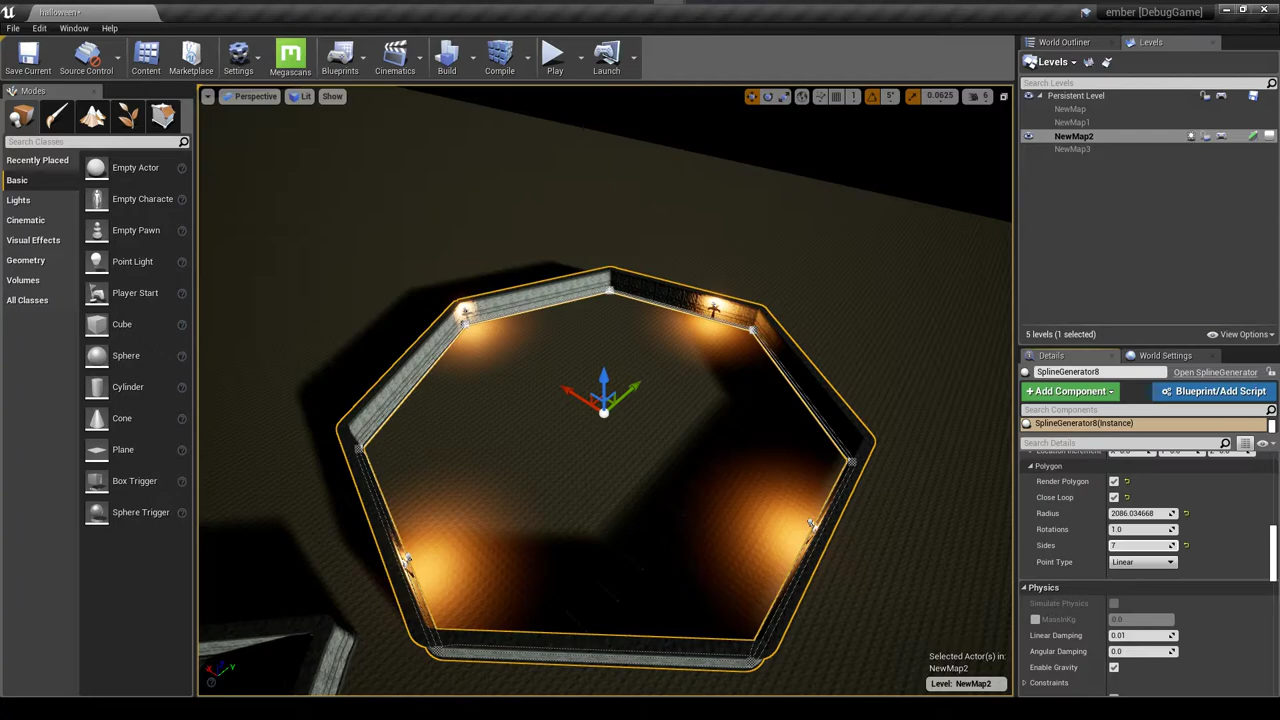 halloween*
ember [DebugGame]
File Edit Window Help
Save Current
Source Control
Content
Marketplace
Settings
Megascans
Blueprints
Cinematics
Build
Compile
Play
Launch
World Outliner
Levels
Levels
Search Levels
Persistent Level
NewMap
NewMap1
NewMap2
NewMap3
5 levels (1 selected)
View Options
Modes
Search Classes
Recently Placed
Basic
Lights
Cinematic
Visual Effects
Geometry
Volumes
All Classes
Empty Actor
Empty Characte
Empty Pawn
Point Light
Player Start
Cube
Sphere
Cylinder
Cone
Plane
Box Trigger
Sphere Trigger
Perspective
Lit
Show
5°
0.0625
6
Selected Actor(s) in:
NewMap2
Level: NewMap2
Details
World Settings
SplineGenerator8
Open SplineGenerator
+ Add Component
Blueprint/Add Script
Search Components
SplineGenerator8(Instance)
Search Details
Polygon
Render Polygon
Close Loop
Radius 2086.034668
Rotations 1.0
Sides 7
Point Type Linear
Physics
Simulate Physics
MassInKg 0.0
Linear Damping 0.01
Angular Damping 0.0
Enable Gravity
Constraints